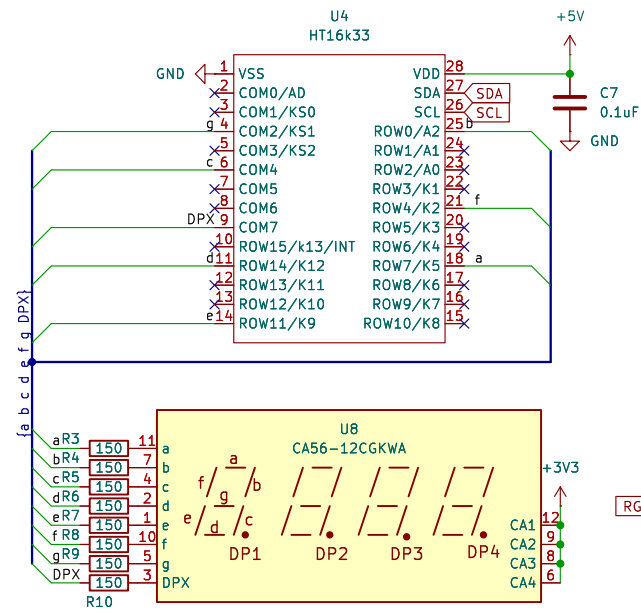 U4
HT16k33
+5V
GND
1 VSS VDD 28
2 COM0/AD SDA 27 SDA
3 COM1/KS0 SCL 26 SCL
g 4 COM2/KS1 ROW0/A2 25 b
5 COM3/KS2 ROW1/A1 24
c 6 COM4 ROW2/A0 23
7 COM5 ROW3/K1 22
8 COM6 ROW4/K2 21 f
DPX 9 COM7 ROW5/K3 20
10 ROW15/k13/INT ROW6/K4 19
d 11 ROW14/K12 ROW7/K5 18 a
12 ROW13/K11 ROW8/K6 17
13 ROW12/K10 ROW9/K7 16
e 14 ROW11/K9 ROW10/K8 15
C7
0.1uF
GND
{a b c d e f g DPX}
U8
CA56-12CGKWA
a R3 150 11 a
b R4 150 7 b
c R5 150 4 c
d R6 150 2 d
e R7 150 1 e
f R8 150 10 f
g R9 150 5 g
DPX 150 3 DPX
R10
a
f b
g
e c
d
DP1 DP2 DP3 DP4
+3V3
CA1 12
CA2 9
CA3 8
CA4 6
RG